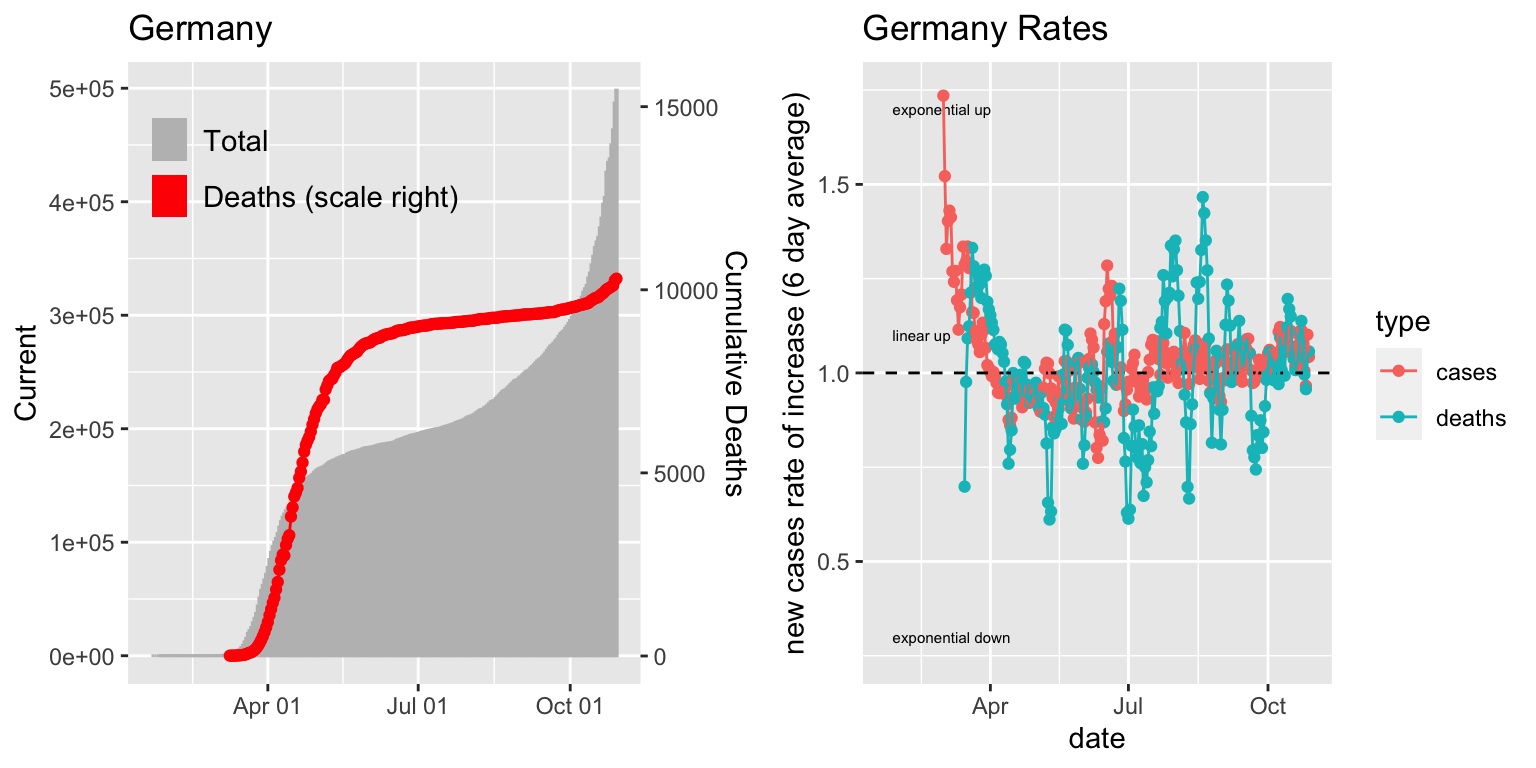 Germany
5e+05
4e+05
3e+05
2e+05
1e+05
0e+00
Current
Total
Deaths (scale right)
15000
10000
5000
0
Cumulative Deaths
Apr 01
Jul 01
Oct 01
Germany Rates
new cases rate of increase (6 day average)
1.5
1.0
0.5
exponential up
linear up
exponential down
Apr
Jul
Oct
date
type
cases
deaths